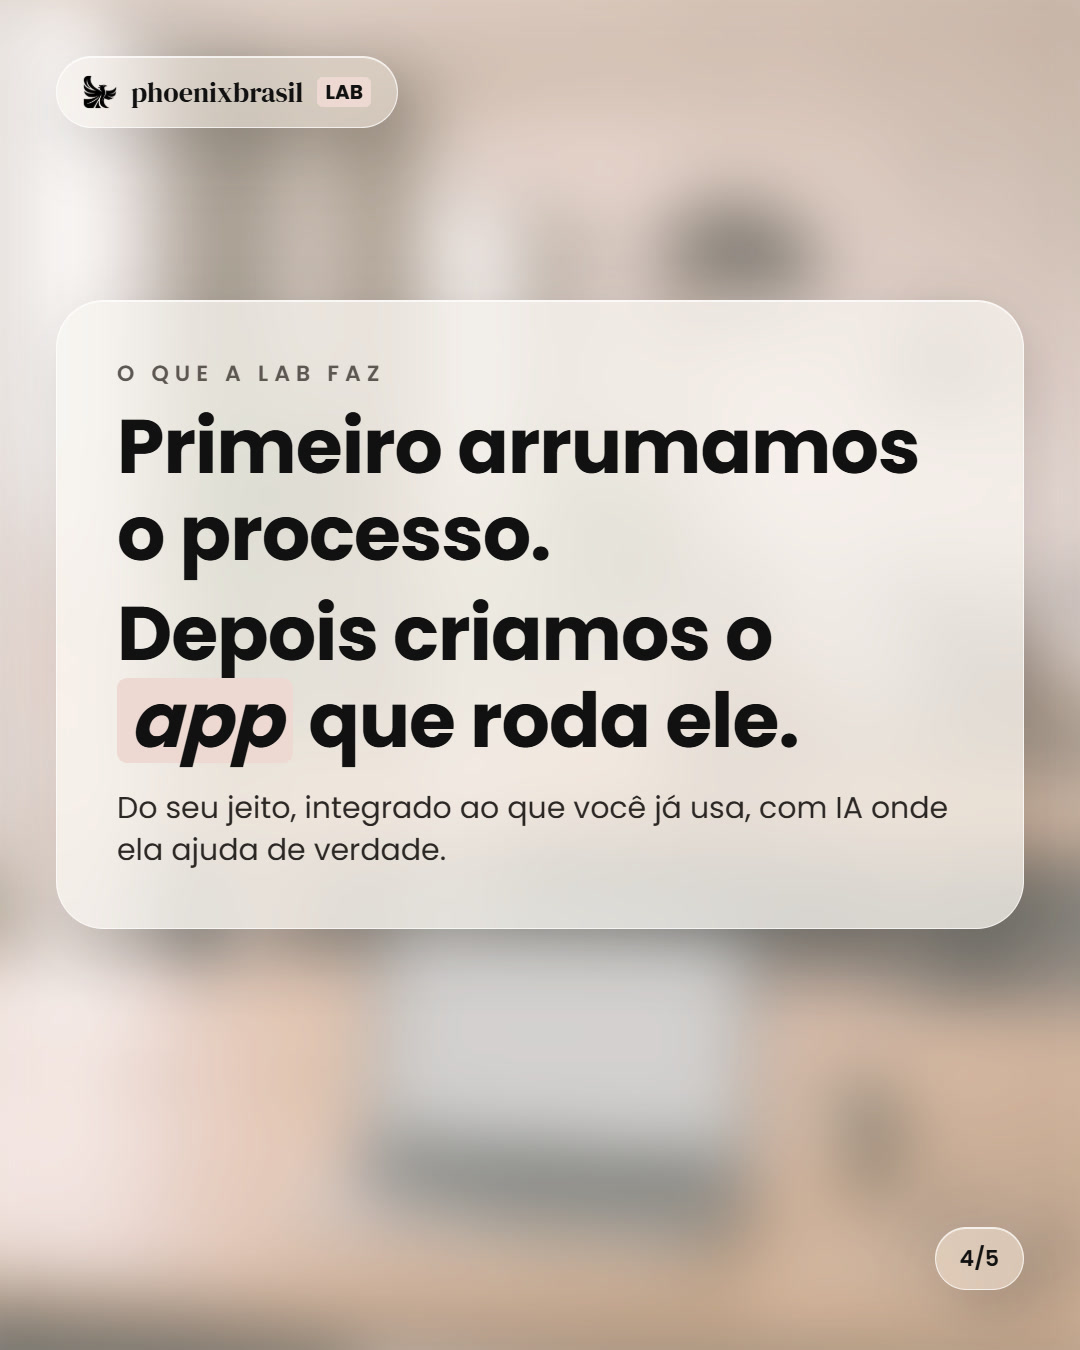 phoenixbrasil LAB
O QUE A LAB FAZ
Primeiro arrumamos
o processo.
Depois criamos o
app que roda ele.
Do seu jeito, integrado ao que você já usa, com IA onde
ela ajuda de verdade.
4/5